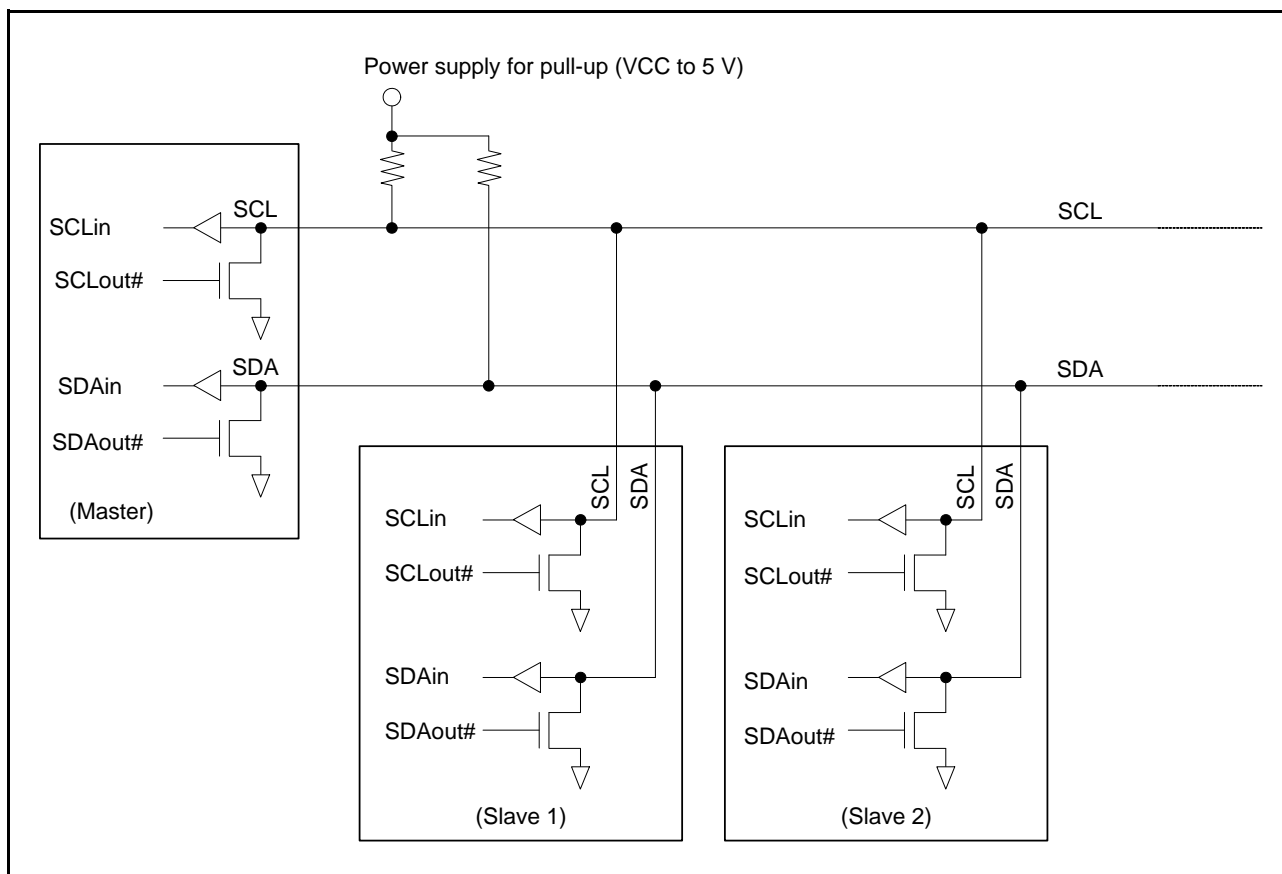 Power supply for pull-up (VCC to 5 V)
SCL
SCLin
SCLout#
SDA
SDAin
SDAout#
(Master)
SCL
SDA
SCL
SDA
SCLin
SCLout#
SDAin
SDAout#
(Slave 1)
SCL
SDA
SCLin
SCLout#
SDAin
SDAout#
(Slave 2)